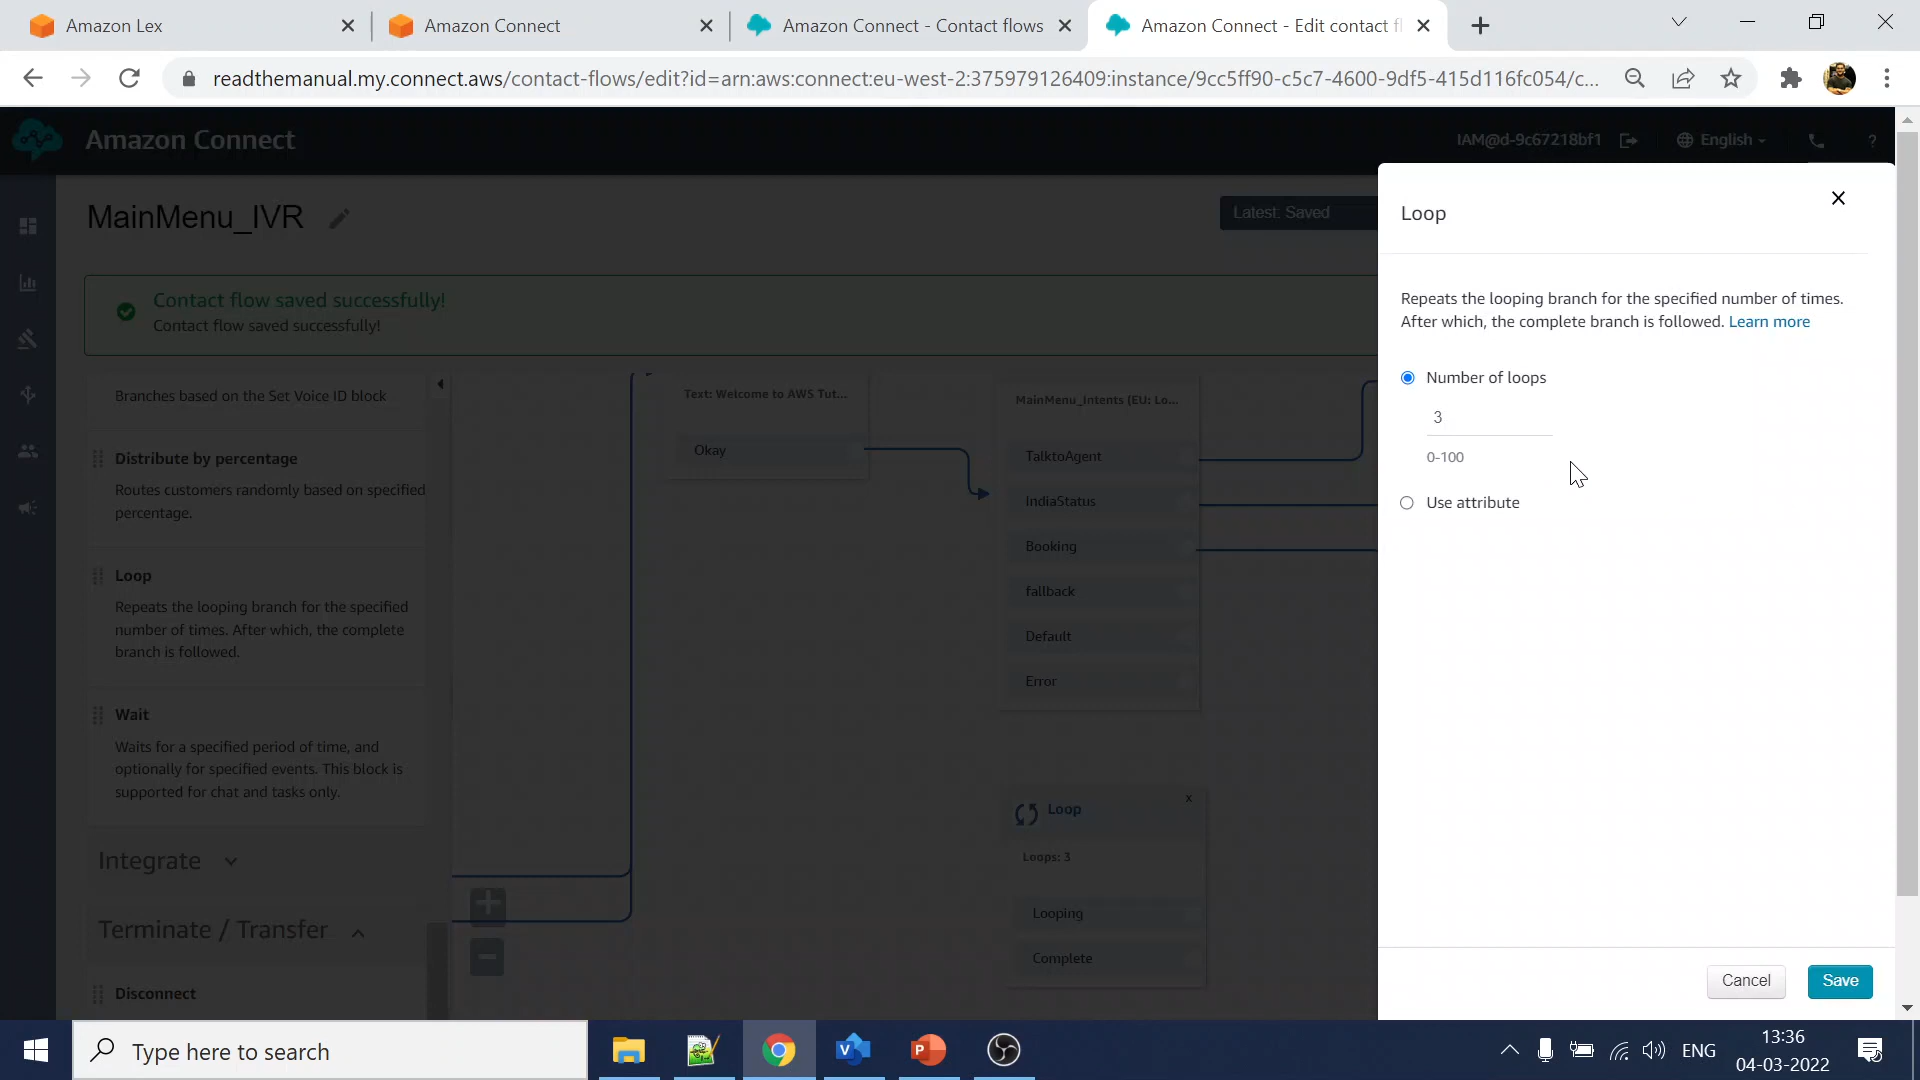 Amazon Lex
Amazon Connect
Amazon Connect - Contact flows
Amazon Connect - Edit contact fl
readthemanual.my.connect.aws/contact-flows/edit?id=arn:aws:connect:eu-west-2:375979126409:instance/9cc5ff90-c5c7-4600-9df5-415d116fc054/c...
Amazon Connect
IAM@d-9c67218bf1
English
?
MainMenu_IVR
Latest: Saved
Contact flow saved successfully!
Contact flow saved successfully!
Branches based on the Set Voice ID block
Distribute by percentage
Routes customers randomly based on specified
percentage.
Loop
Repeats the looping branch for the specified
number of times. After which, the complete
branch is followed.
Wait
Waits for a specified period of time, and
optionally for specified events. This block is
supported for chat and tasks only.
Integrate
Terminate / Transfer
Disconnect
Text: Welcome to AWS Tut...
Okay
MainMenu_Intents (EU: Lo...
TalktoAgent
IndiaStatus
Booking
fallback
Default
Error
Loop
x
Loops: 3
Looping
Complete
Loop
Repeats the looping branch for the specified number of times.
After which, the complete branch is followed. Learn more
Number of loops
3
0-100
Use attribute
Cancel
Save
Type here to search
ENG
13:36
04-03-2022